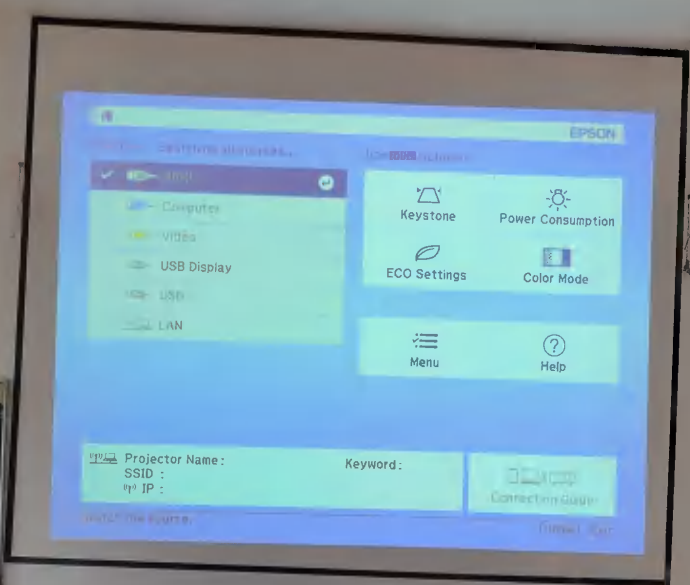 EPSON
Computer
Video
USB Display
USB
LAN
Keystone
Power Consumption
ECO Settings
Color Mode
Menu
Help
Projector Name:
Keyword:
SSID :
IP :
Connection Guide